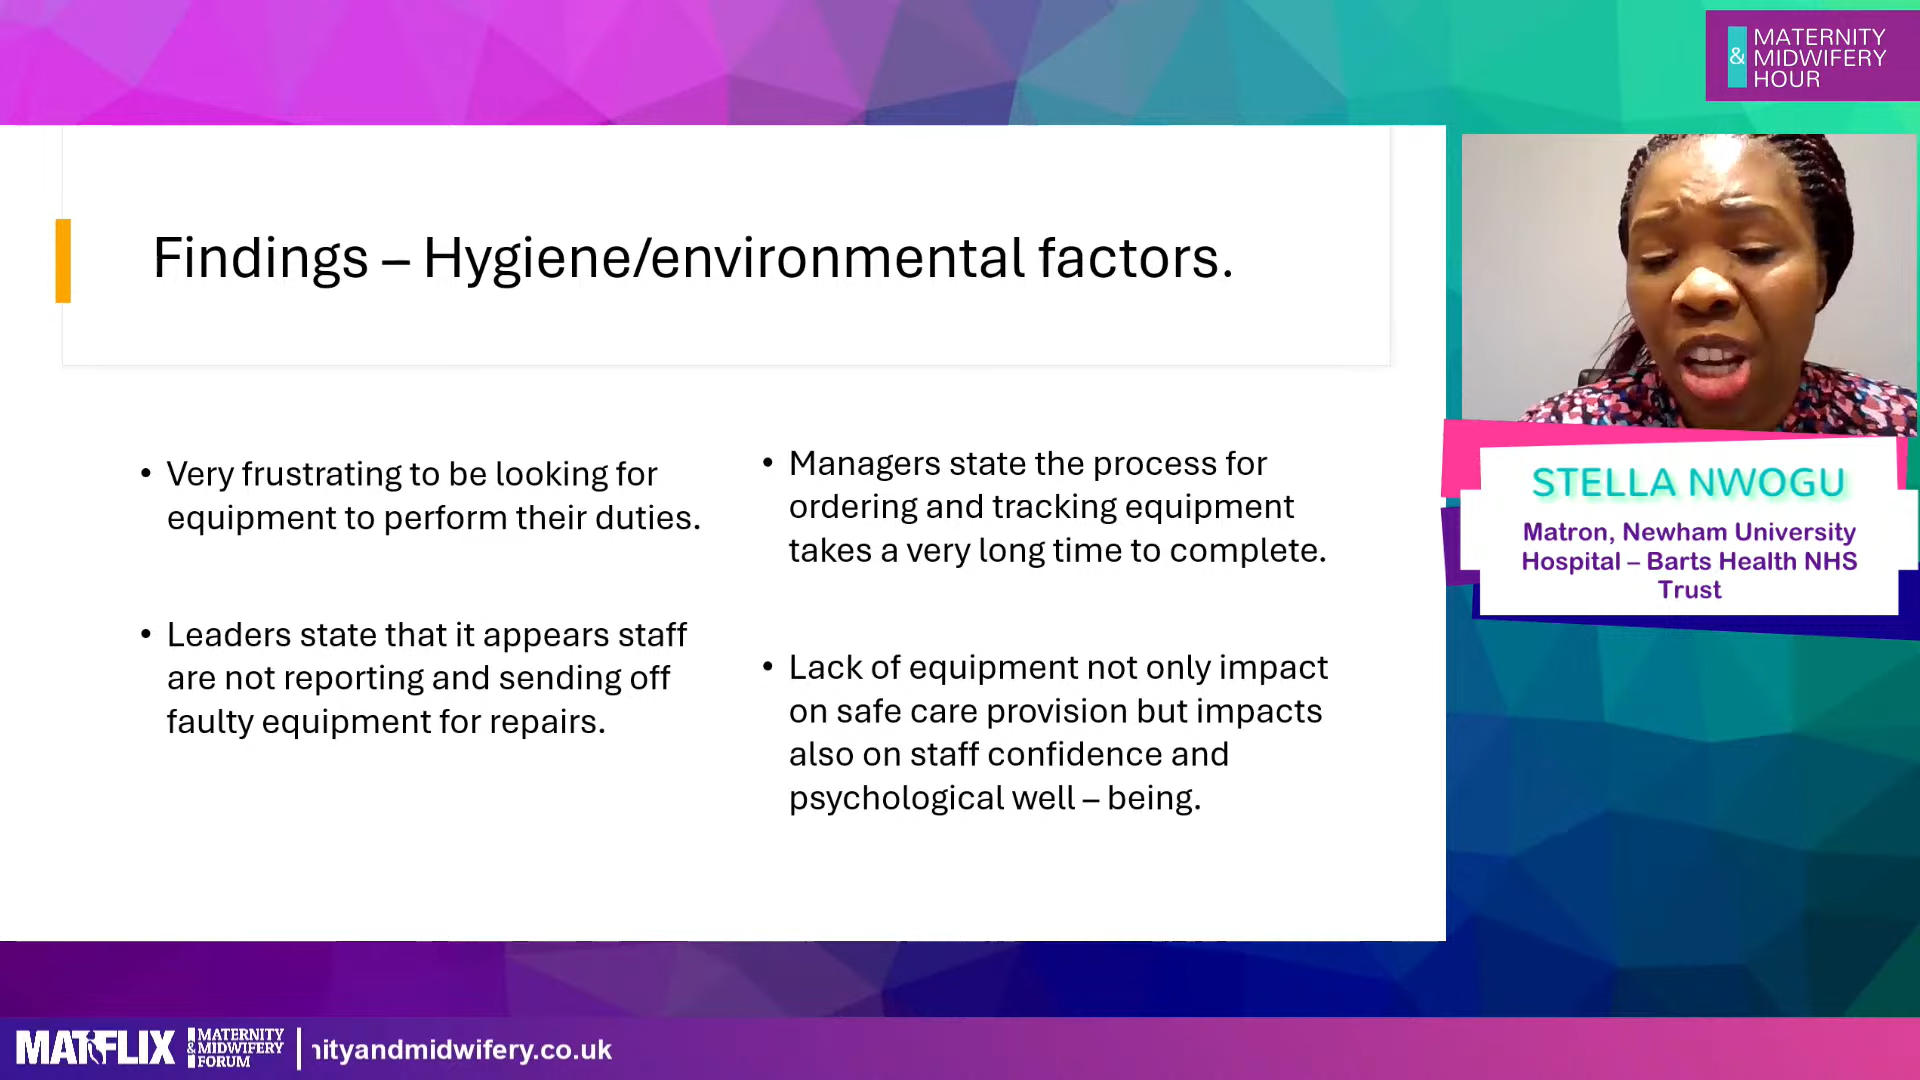 &
MATERNITY
MIDWIFERY
HOUR
Findings – Hygiene/environmental factors.
• Very frustrating to be looking for
equipment to perform their duties.
• Leaders state that it appears staff
are not reporting and sending off
faulty equipment for repairs.
• Managers state the process for
ordering and tracking equipment
takes a very long time to complete.
• Lack of equipment not only impact
on safe care provision but impacts
also on staff confidence and
psychological well – being.
STELLA NWOGU
Matron, Newham University
Hospital – Barts Health NHS
Trust
MATFLIX
MATERNITY
&MIDWIFERY
FORUM
nityandmidwifery.co.uk